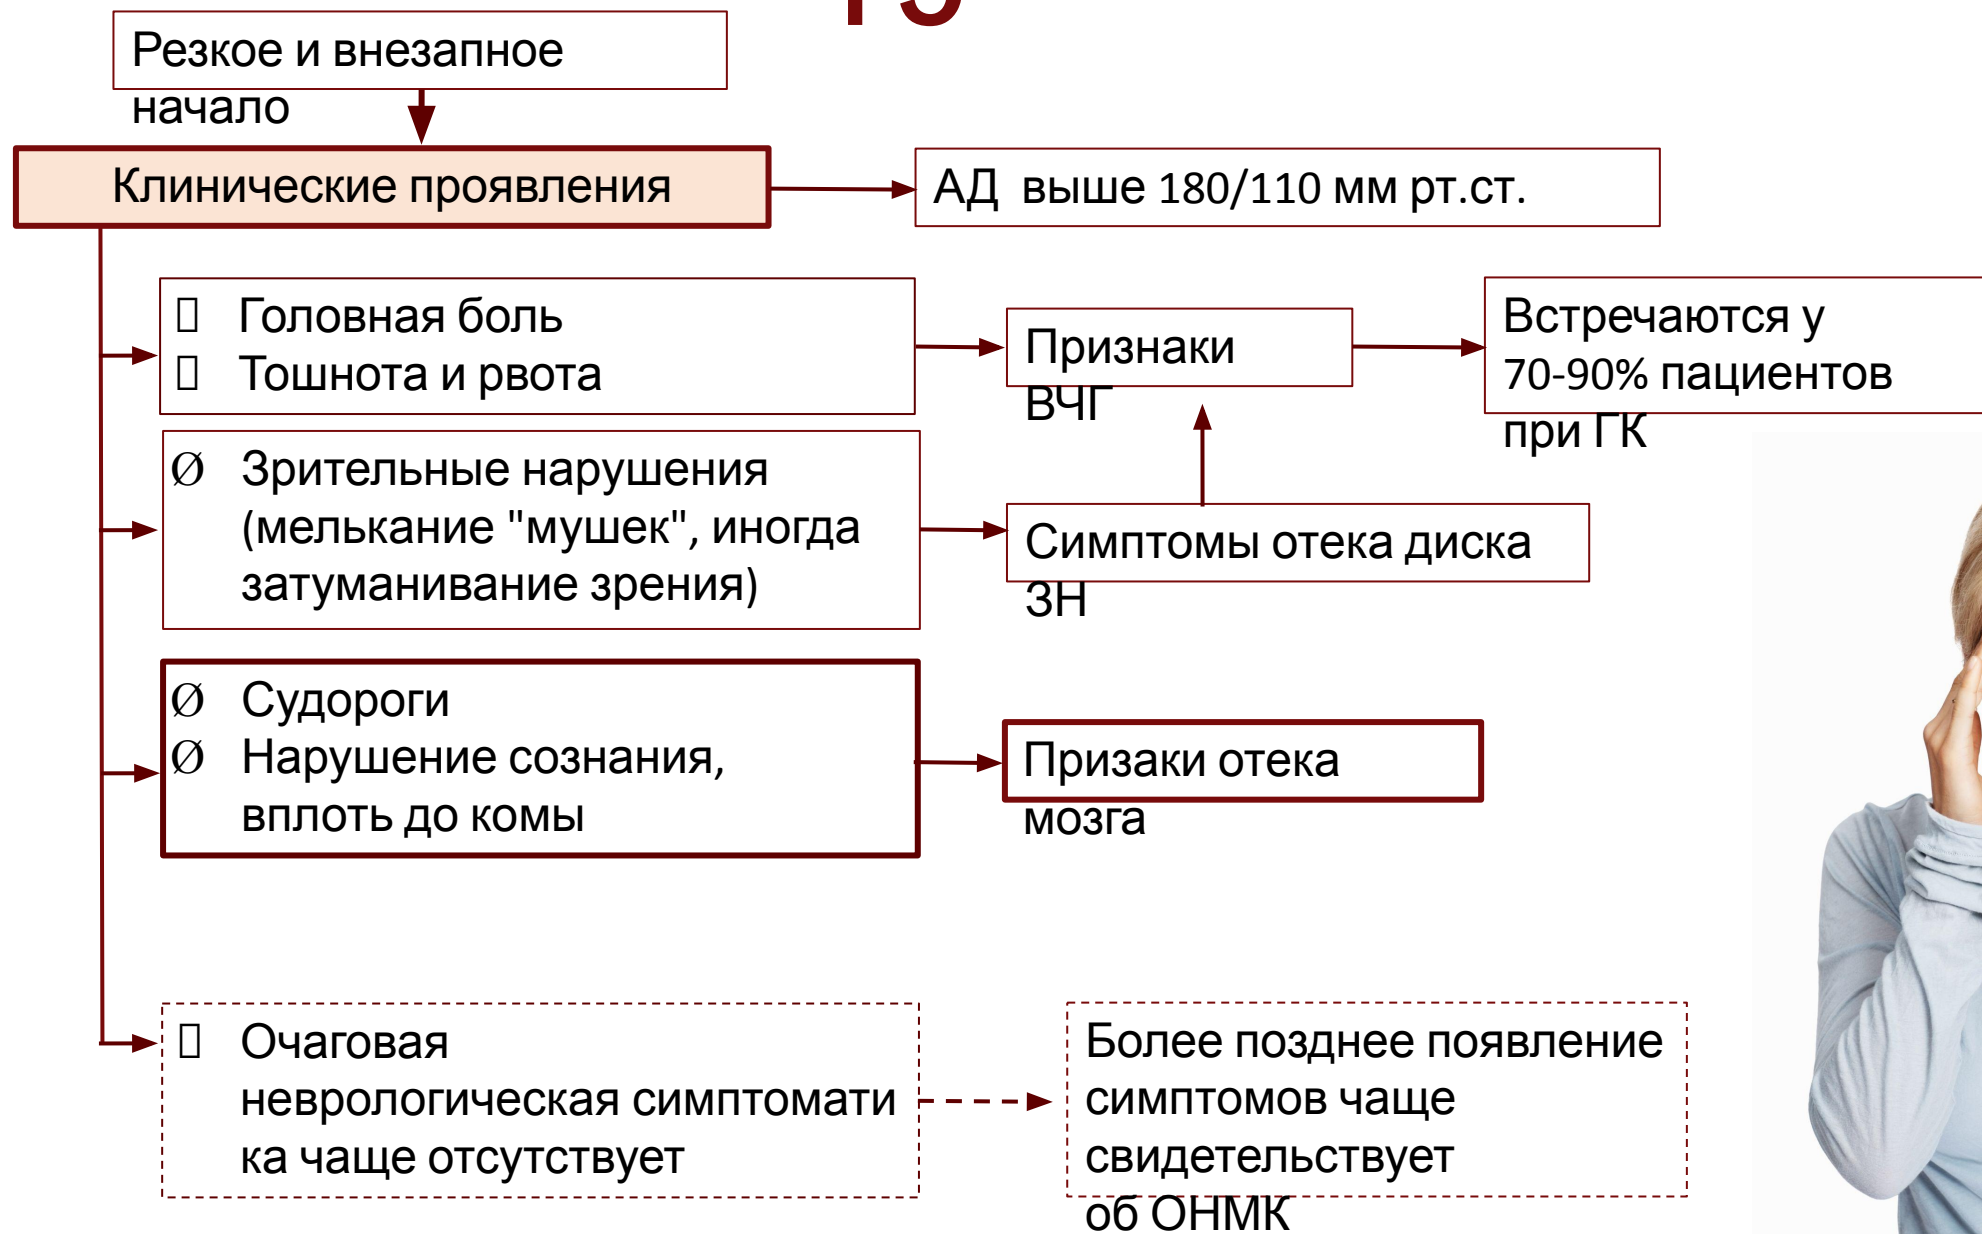 Резкое и внезапное
начало
Клинические проявления
АД выше 180/110 мм рт.ст.
Головная боль
Тошнота и рвота
Признаки
ВЧГ
Встречаются у
70-90% пациентов
при ГК
Зрительные нарушения
(мелькание "мушек", иногда
затуманивание зрения)
Симптомы отека диска
ЗН
Судороги
Нарушение сознания,
вплоть до комы
Призаки отека
мозга
Очаговая
неврологическая симптомати
ка чаще отсутствует
Более позднее появление
симптомов чаще
свидетельствует
об ОНМК